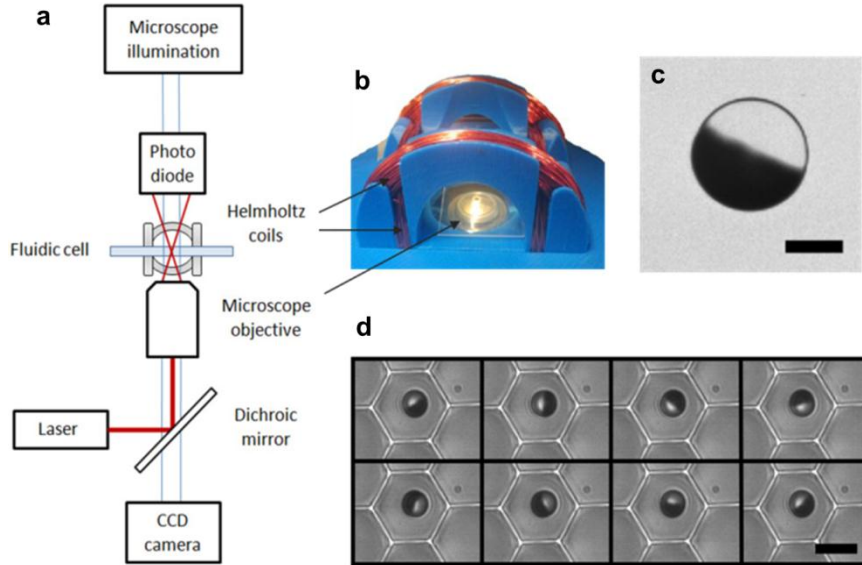 a
Microscope
illumination
Photo
diode
Fluidic cell
Helmholtz
coils
Microscope
objective
Laser
Dichroic
mirror
CCD
camera
b
c
d